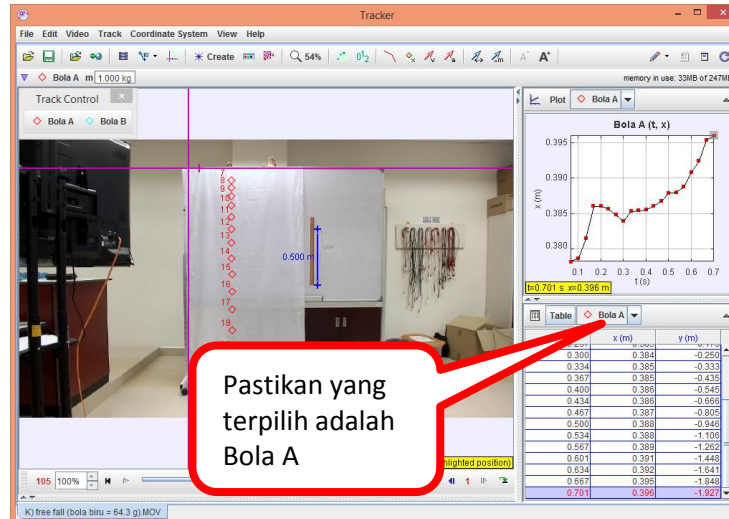 Tracker
File Edit Video Track Coordinate System View Help
Create 54%
Bola A m 1.000 kg
memory in use: 33MB of 247MB
Track Control
Bola A Bola B
7
8
9
10
11
12
13
14
15
16
17
18
0.500 m
CABLE RACK
Plot Bola A
Bola A (t, x)
x (m)
0.395
0.390
0.385
0.380
0.1 0.2 0.3 0.4 0.5 0.6 0.7
t (s)
t=0.701 s x=0.396 m
Table Bola A
x (m) y (m)
0.300 0.384 -0.250
0.334 0.385 -0.333
0.367 0.385 -0.435
0.400 0.386 -0.545
0.434 0.386 -0.666
0.467 0.387 -0.805
0.500 0.388 -0.946
0.534 0.388 -1.106
0.567 0.389 -1.262
0.601 0.391 -1.448
0.634 0.392 -1.641
0.667 0.395 -1.848
0.701 0.396 -1.927
Pastikan yang
terpilih adalah
Bola A
hlighted position)
105 100% 1
K) free fall (bola biru = 64.3 g).MOV